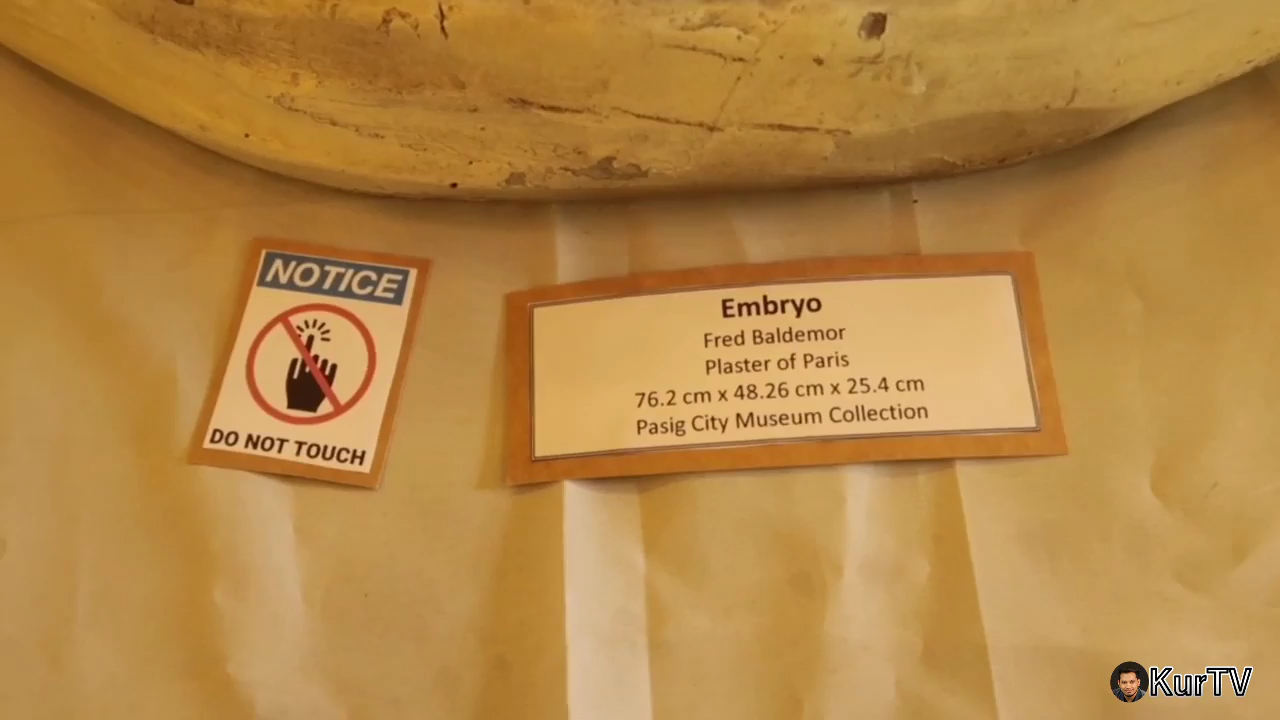 NOTICE
DO NOT TOUCH
Embryo
Fred Baldemor
Plaster of Paris
76.2 cm x 48.26 cm x 25.4 cm
Pasig City Museum Collection
KurTV